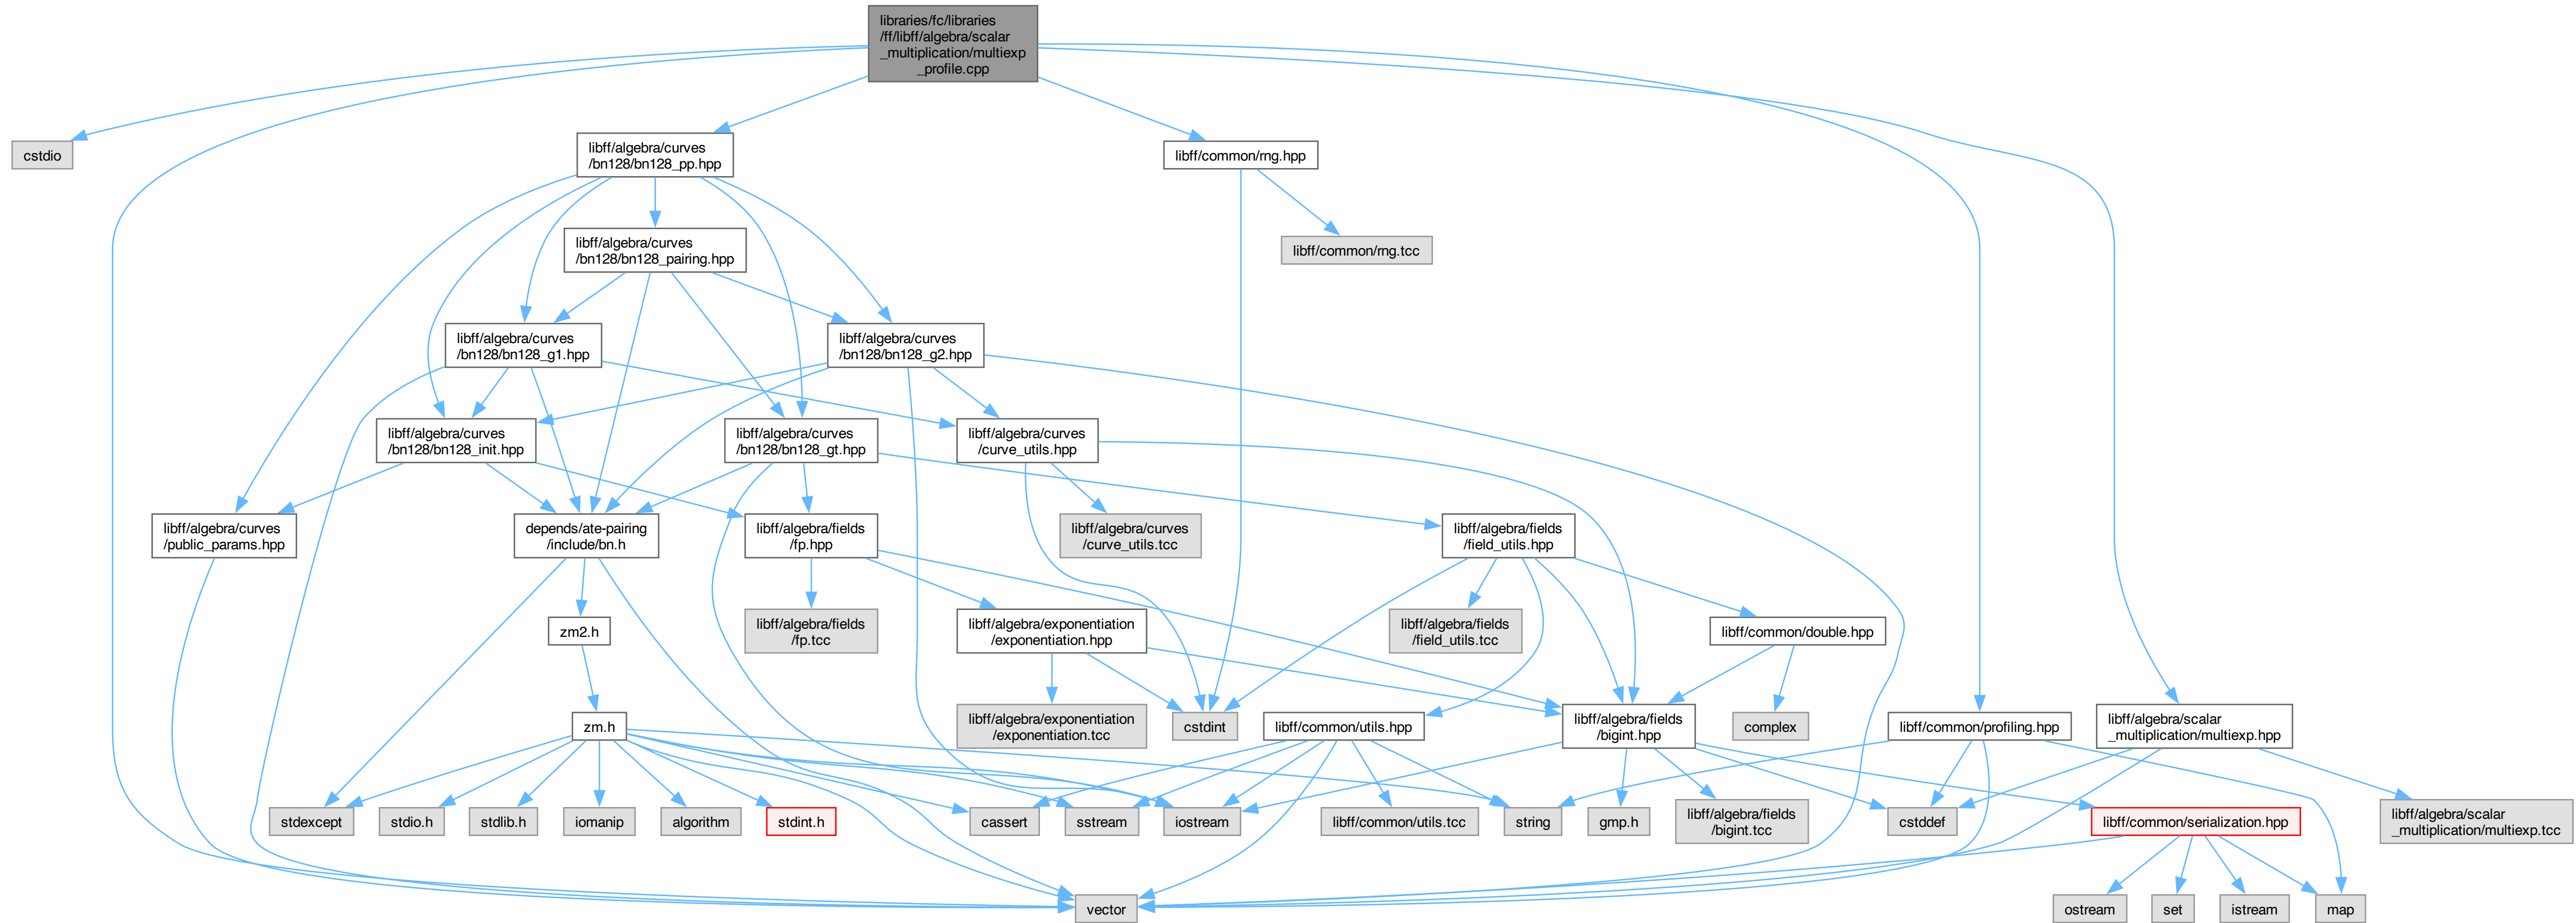 libraries/fc/libraries
/ff/libff/algebra/scalar
_multiplication/multiexp
_profile.cpp
cstdio
libff/algebra/curves
/bn128/bn128_pp.hpp
libff/common/rng.hpp
libff/algebra/curves
/bn128/bn128_pairing.hpp
libff/common/rng.tcc
libff/algebra/curves
/bn128/bn128_g1.hpp
libff/algebra/curves
/bn128/bn128_g2.hpp
libff/algebra/curves
/bn128/bn128_init.hpp
libff/algebra/curves
/bn128/bn128_gt.hpp
libff/algebra/curves
/curve_utils.hpp
libff/algebra/curves
/public_params.hpp
depends/ate-pairing
/include/bn.h
libff/algebra/fields
/fp.hpp
libff/algebra/curves
/curve_utils.tcc
libff/algebra/fields
/field_utils.hpp
zm2.h
libff/algebra/fields
/fp.tcc
libff/algebra/exponentiation
/exponentiation.hpp
libff/algebra/fields
/field_utils.tcc
libff/common/double.hpp
zm.h
libff/algebra/exponentiation
/exponentiation.tcc
cstdint
libff/common/utils.hpp
libff/algebra/fields
/bigint.hpp
complex
libff/common/profiling.hpp
libff/algebra/scalar
_multiplication/multiexp.hpp
stdexcept
stdio.h
stdlib.h
iomanip
algorithm
stdint.h
cassert
sstream
iostream
libff/common/utils.tcc
string
gmp.h
libff/algebra/fields
/bigint.tcc
cstddef
libff/common/serialization.hpp
libff/algebra/scalar
_multiplication/multiexp.tcc
vector
ostream
set
istream
map